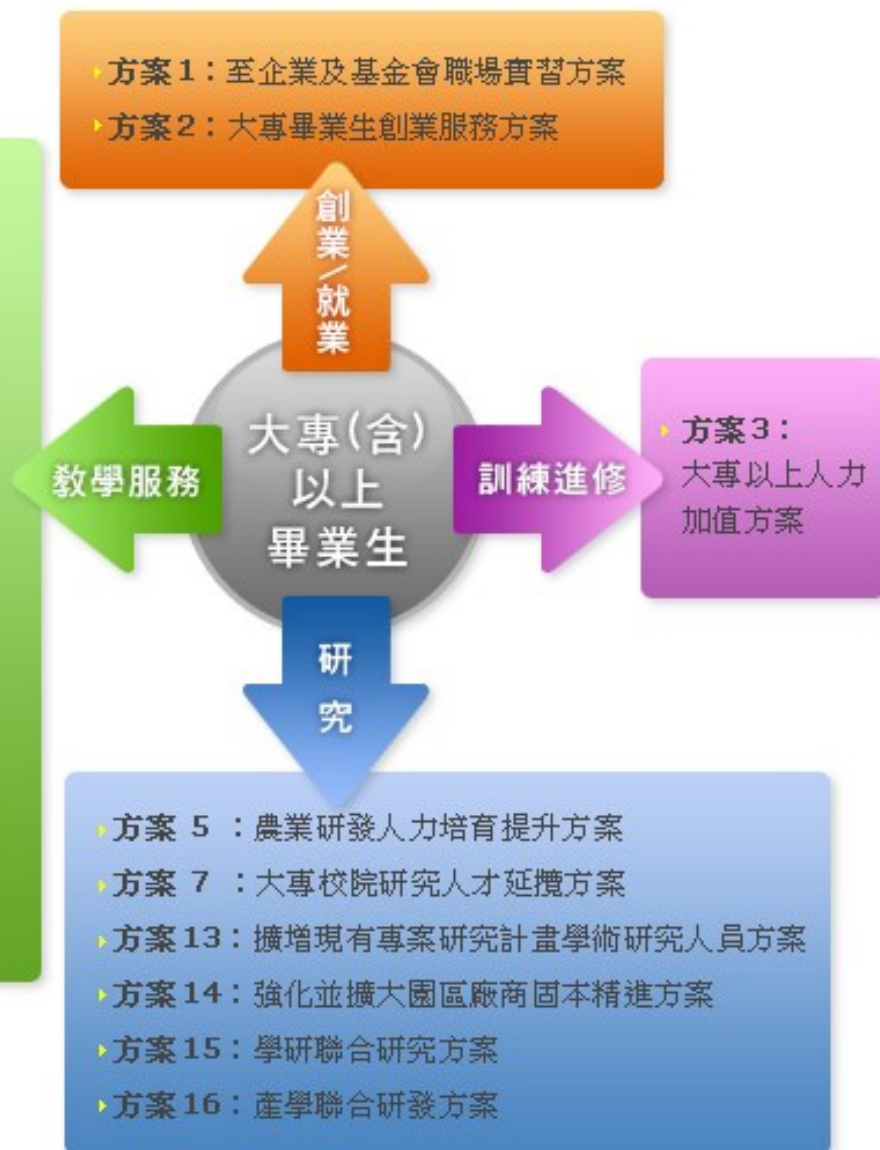 方案1：至企業及基金會職場實習方案
方案2：大專畢業生創業服務方案
創業/就業
教學服務
大專(含)
以上
畢業生
訓練進修
方案3：
大專以上人力
加值方案
研究
方案 5 ：農業研發人力培育提升方案
方案 7 ：大專校院研究人才延攬方案
方案13：擴增現有專案研究計畫學術研究人員方案
方案14：強化並擴大園區廠商固本精進方案
方案15：學研聯合研究方案
方案16：產學聯合研發方案